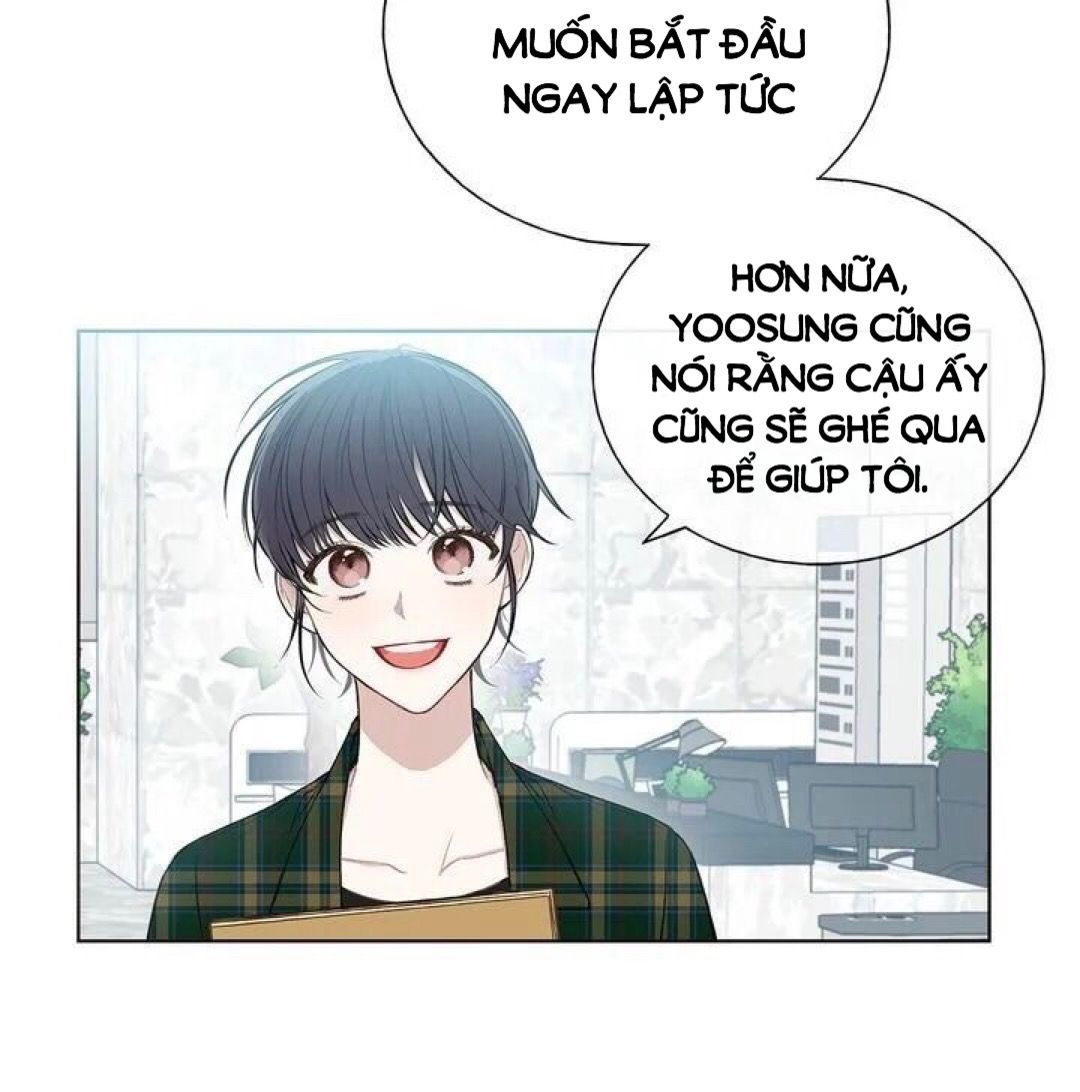 MUỐN BẮT ĐẦU
NGAY LẬP TỨC
HƠN NỮA,
YOOSUNG CŨNG
NÓI RẰNG CẬU ẤY
CŨNG SẼ GHÉ QUA
ĐỂ GIÚP TÔI.